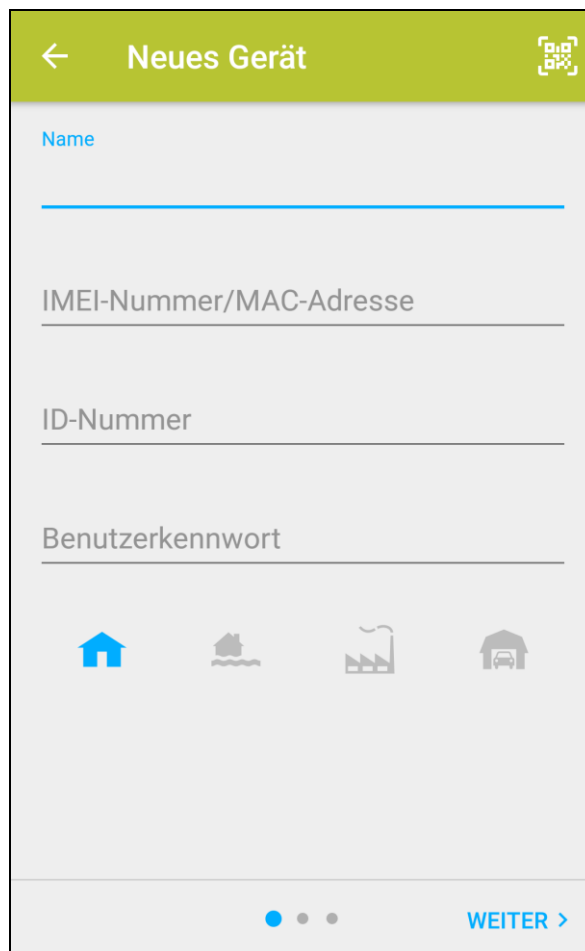 Neues Gerät
Name
IMEI-Nummer/MAC-Adresse
ID-Nummer
Benutzerkennwort
WEITER >